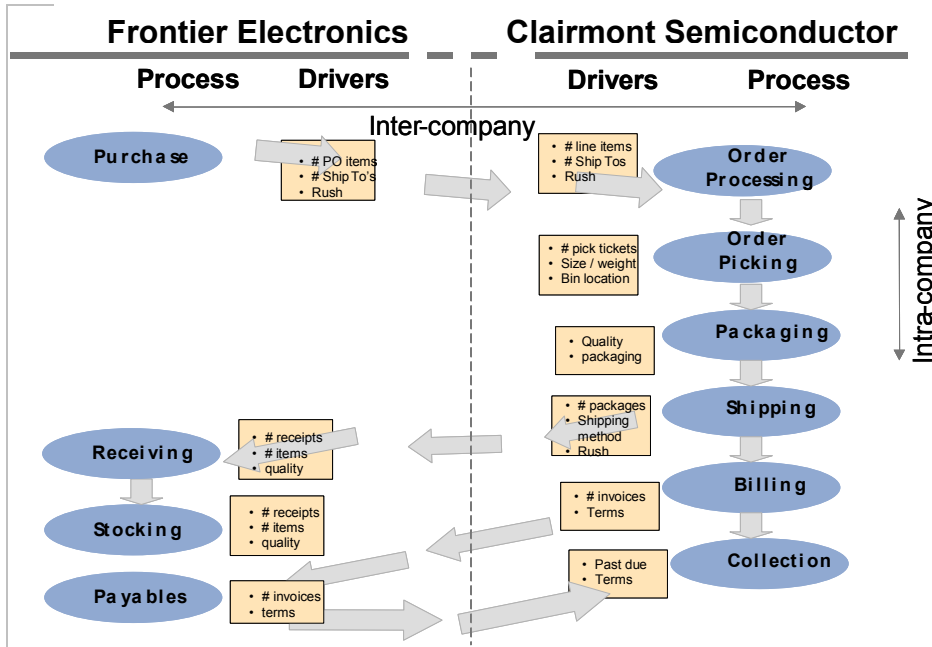 Frontier Electronics
Clairmont Semiconductor
Process
Drivers
Drivers
Process
Inter-company
Purchase
• # PO items
• # Ship To's
• Rush
• # line items
• # Ship Tos
• Rush
Order
Processing
• # pick tickets
• Size / weight
• Bin location
Order
Picking
Intra-company
• Quality
• packaging
Packaging
• # packages
• Shipping
method
• Rush
Shipping
Receiving
• # receipts
• # items
• quality
• # invoices
• Terms
Billing
Stocking
• # receipts
• # items
• quality
• Past due
• Terms
Collection
Payables
• # invoices
• terms